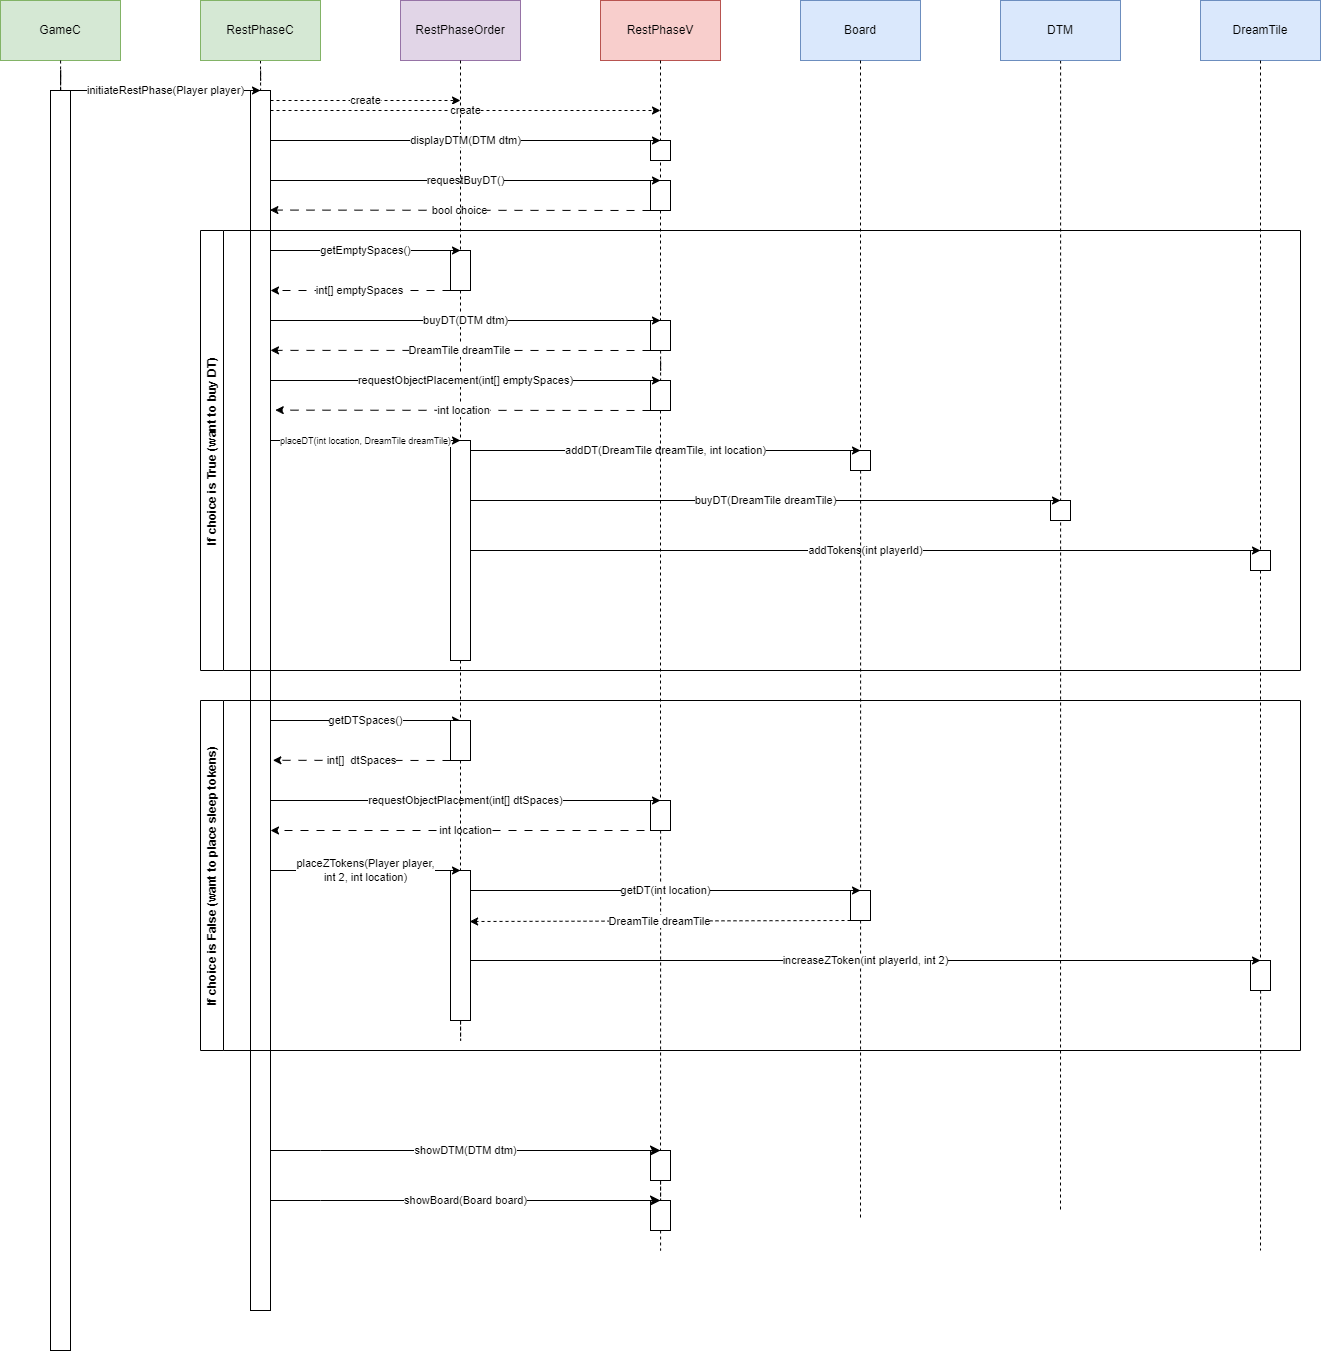 GameC
RestPhaseC
RestPhaseOrder
RestPhaseV
Board
DTM
DreamTile
initiateRestPhase(Player player)
create
create
displayDTM(DTM dtm)
requestBuyDT()
bool choice
If choice is True (want to buy DT)
getEmptySpaces()
int[] emptySpaces
buyDT(DTM dtm)
DreamTile dreamTile
requestObjectPlacement(int[] emptySpaces)
int location
placeDT(int location, DreamTile dreamTile)
addDT(DreamTile dreamTile, int location)
buyDT(DreamTile dreamTile)
addTokens(int playerId)
If choice is False (want to place sleep tokens)
getDTSpaces()
int[] dtSpaces
requestObjectPlacement(int[] dtSpaces)
int location
placeZTokens(Player player,
int 2, int location)
getDT(int location)
DreamTile dreamTile
increaseZToken(int playerId, int 2)
showDTM(DTM dtm)
showBoard(Board board)